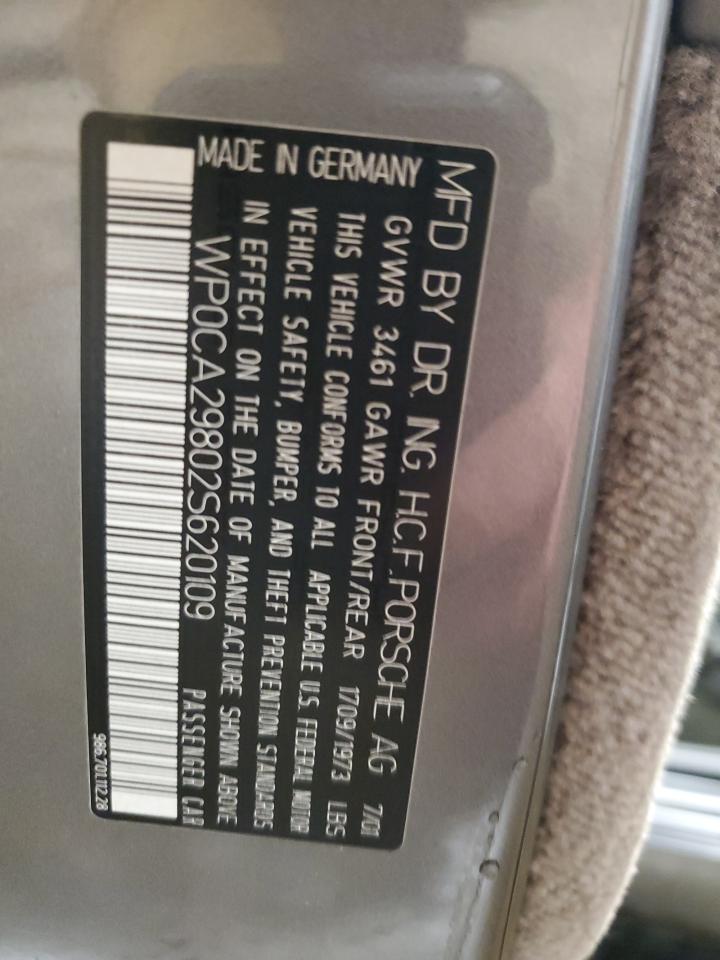 MFD BY DR. ING. H.C.F. PORSCHE AG 7/01
GVWR 3461 GAWR FRONT/REAR 1709/1973 LBS
THIS VEHICLE CONFORMS TO ALL APPLICABLE U.S. FEDERAL MOTOR
VEHICLE SAFETY, BUMPER, AND THEFT PREVENTION STANDARDS
IN EFFECT ON THE DATE OF MANUFACTURE SHOWN ABOVE
WP0CA29802S620109 PASSENGER CAR
MADE IN GERMANY
986.701.112.26